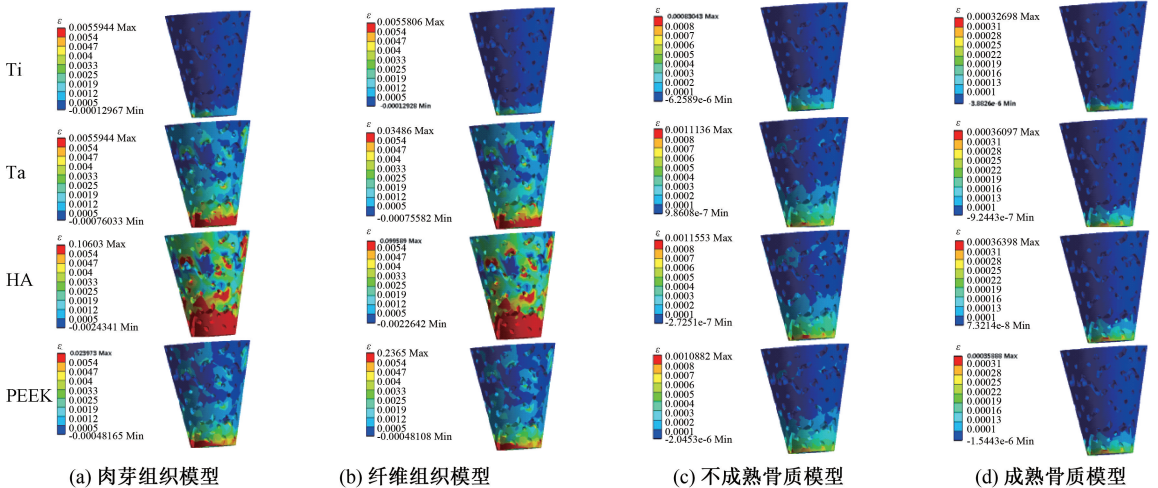 ε
0.0055944 Max
0.0054
0.0047
0.004
0.0033
0.0025
0.0019
0.0012
0.0005
-0.00012967 Min
ε
0.0055806 Max
0.0054
0.0047
0.004
0.0033
0.0025
0.0019
0.0012
0.0005
-0.00012928 Min
ε
0.00083043 Max
0.0008
0.0007
0.0006
0.0005
0.0004
0.0003
0.0002
0.0001
-6.2589e-6 Min
ε
0.00032698 Max
0.00031
0.00028
0.00025
0.00022
0.00019
0.00016
0.00013
0.0001
-3.8826e-6 Min
Ti
ε
0.0055944 Max
0.0054
0.0047
0.004
0.0033
0.0025
0.0019
0.0012
0.0005
-0.00076033 Min
ε
0.03486 Max
0.0054
0.0047
0.004
0.0033
0.0025
0.0019
0.0012
0.0005
-0.00075582 Min
ε
0.0011136 Max
0.0008
0.0007
0.0006
0.0005
0.0004
0.0003
0.0002
0.0001
9.8608e-7 Min
ε
0.00036097 Max
0.00031
0.00028
0.00025
0.00022
0.00019
0.00016
0.00013
0.0001
-9.2443e-7 Min
Ta
ε
0.10603 Max
0.0054
0.0047
0.004
0.0033
0.0025
0.0019
0.0012
0.0005
-0.0024341 Min
ε
0.099589 Max
0.0054
0.0047
0.004
0.0033
0.0025
0.0019
0.0012
0.0005
-0.0022642 Min
ε
0.0011553 Max
0.0008
0.0007
0.0006
0.0005
0.0004
0.0003
0.0002
0.0001
-2.7251e-7 Min
ε
0.00036398 Max
0.00031
0.00028
0.00025
0.00022
0.00019
0.00016
0.00013
0.0001
7.3214e-8 Min
HA
ε
0.023973 Max
0.0054
0.0047
0.004
0.0033
0.0025
0.0019
0.0012
0.0005
-0.00048165 Min
ε
0.2365 Max
0.0054
0.0047
0.004
0.0033
0.0025
0.0019
0.0012
0.0005
-0.00048108 Min
ε
0.0010882 Max
0.0008
0.0007
0.0006
0.0005
0.0004
0.0003
0.0002
0.0001
-2.0453e-6 Min
ε
0.00035888 Max
0.00031
0.00028
0.00025
0.00022
0.00019
0.00016
0.00013
0.0001
-1.5443e-6 Min
PEEK
(a) 肉芽组织模型
(b) 纤维组织模型
(c) 不成熟骨质模型
(d) 成熟骨质模型